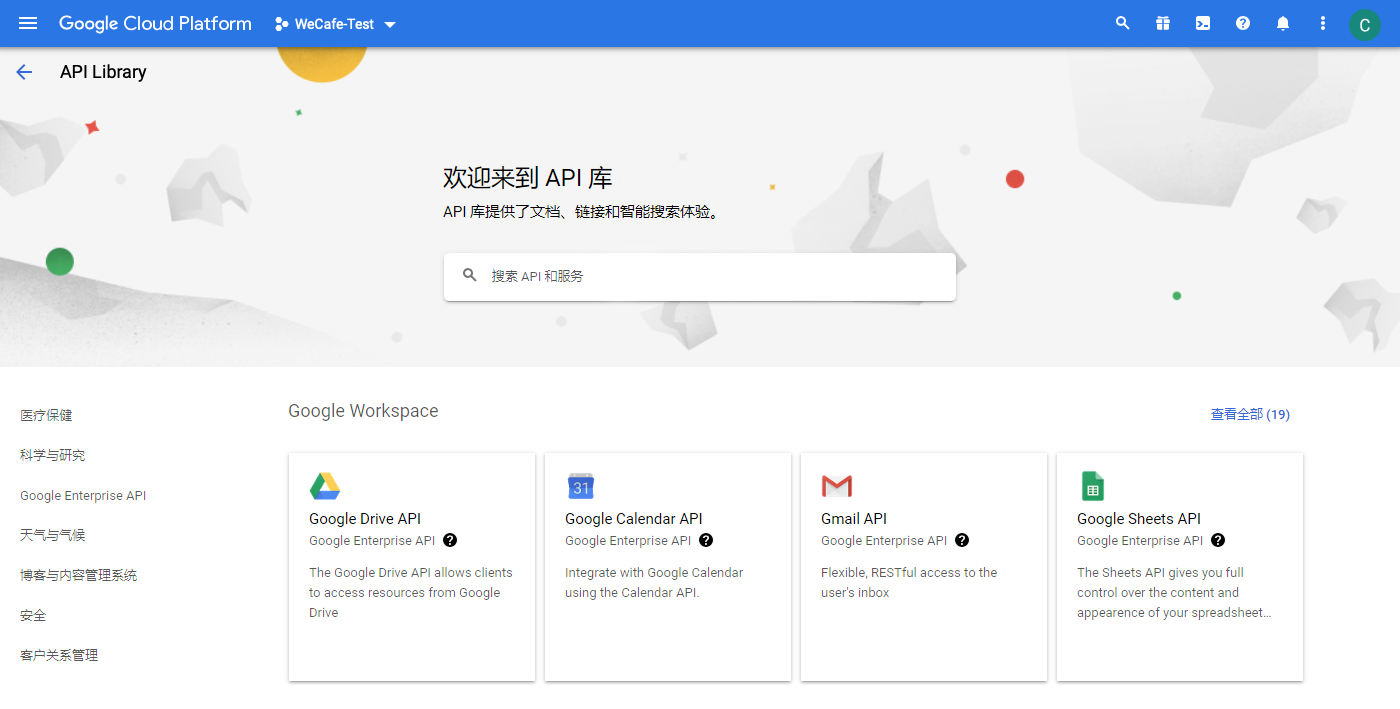 Google Cloud Platform
WeCafe-Test
C
API Library
欢迎来到 API 库
API 库提供了文档、链接和智能搜索体验。
搜索 API 和服务
医疗保健
科学与研究
Google Enterprise API
天气与气候
博客与内容管理系统
安全
客户关系管理
Google Workspace
查看全部 (19)
Google Drive API
Google Enterprise API
The Google Drive API allows clients
to access resources from Google
Drive
31
Google Calendar API
Google Enterprise API
Integrate with Google Calendar
using the Calendar API.
Gmail API
Google Enterprise API
Flexible, RESTful access to the
user's inbox
Google Sheets API
Google Enterprise API
The Sheets API gives you full
control over the content and
appearence of your spreadsheet...